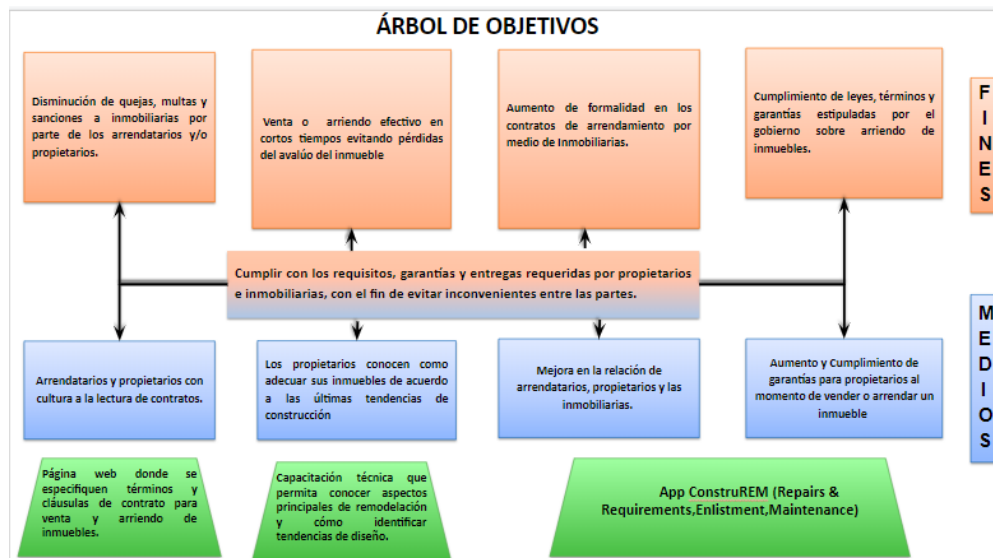 ÁRBOL DE OBJETIVOS
Disminución de quejas, multas y
sanciones a inmobiliarias por
parte de los arrendatarios y/o
propietarios.
Venta o arriendo efectivo en
cortos tiempos evitando pérdidas
del avalúo del inmueble
Aumento de formalidad en los
contratos de arrendamiento por
medio de Inmobiliarias.
Cumplimiento de leyes, términos y
garantías estipuladas por el
gobierno sobre arriendo de
inmuebles.
F
I
N
E
S
Cumplir con los requisitos, garantías y entregas requeridas por propietarios
e inmobiliarias, con el fin de evitar inconvenientes entre las partes.
Arrendatarios y propietarios con
cultura a la lectura de contratos.
Los propietarios conocen como
adecuar sus inmuebles de acuerdo
a las últimas tendencias de
construcción
Mejora en la relación de
arrendatarios, propietarios y las
inmobiliarias.
Aumento y Cumplimiento de
garantías para propietarios al
momento de vender o arrendar un
inmueble
M
E
D
I
O
S
Página web donde se
especifiquen términos y
cláusulas de contrato para
venta y arriendo de
inmuebles.
Capacitación técnica que
permita conocer aspectos
principales de remodelación
y cómo identificar
tendencias de diseño.
App ConstruREM (Repairs &
Requirements,Enlistment,Maintenance)